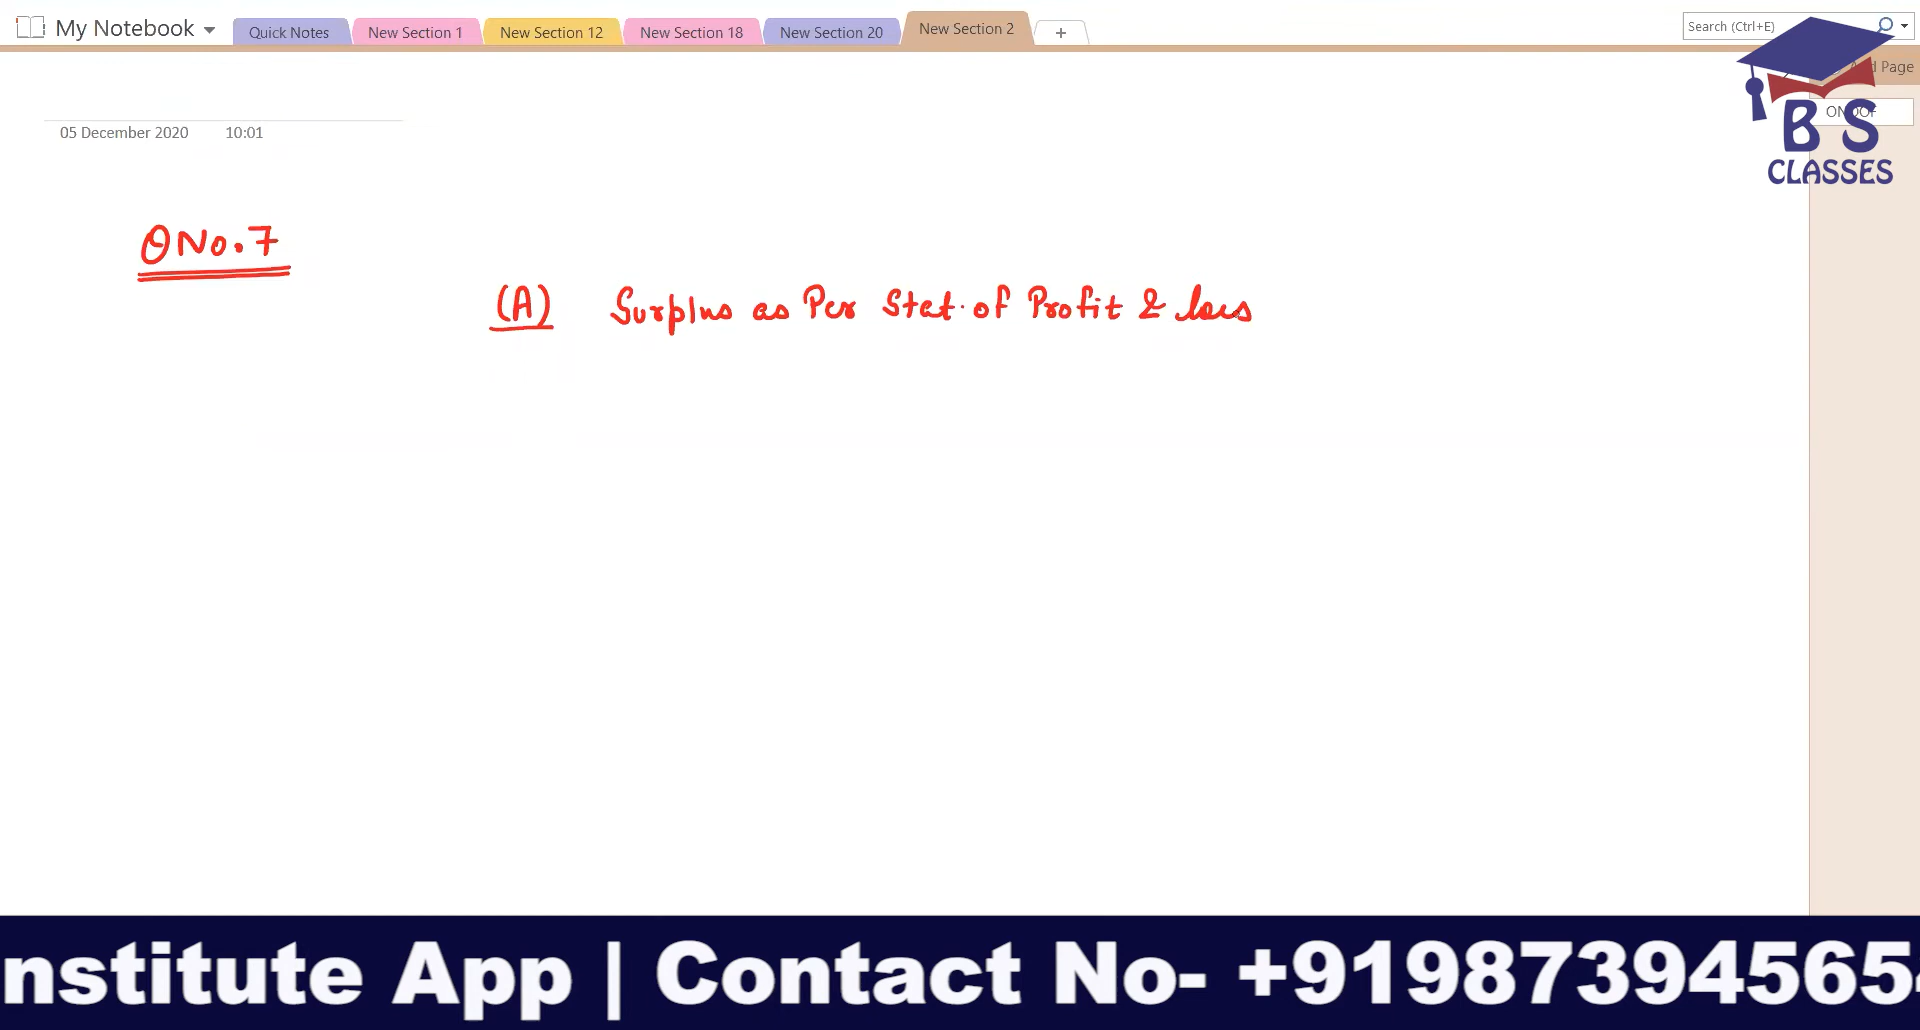 My Notebook
Quick Notes
New Section 1
New Section 12
New Section 18
New Section 20
New Section 2
+
Search (Ctrl+E)
Page
05 December 2020 10:01
B S
CLASSES
QNo.7
(A) Surplus as Per Stat. of Profit & loss
nstitute App | Contact No- +91987394565